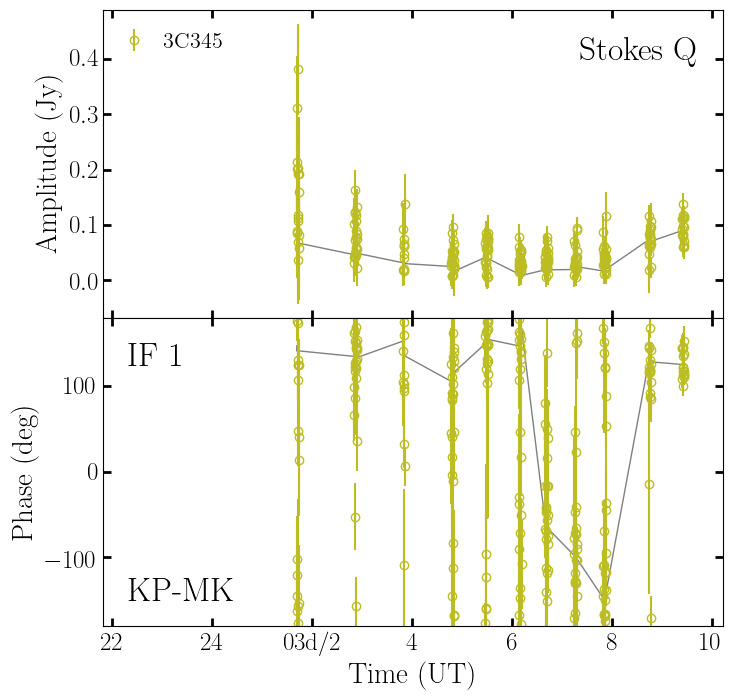 3C345
Stokes Q
0.4
0.3
0.2
0.1
0.0
Amplitude (Jy)
IF 1
100
0
−100
Phase (deg)
KP-MK
22 24 03d/2 4 6 8 10
Time (UT)